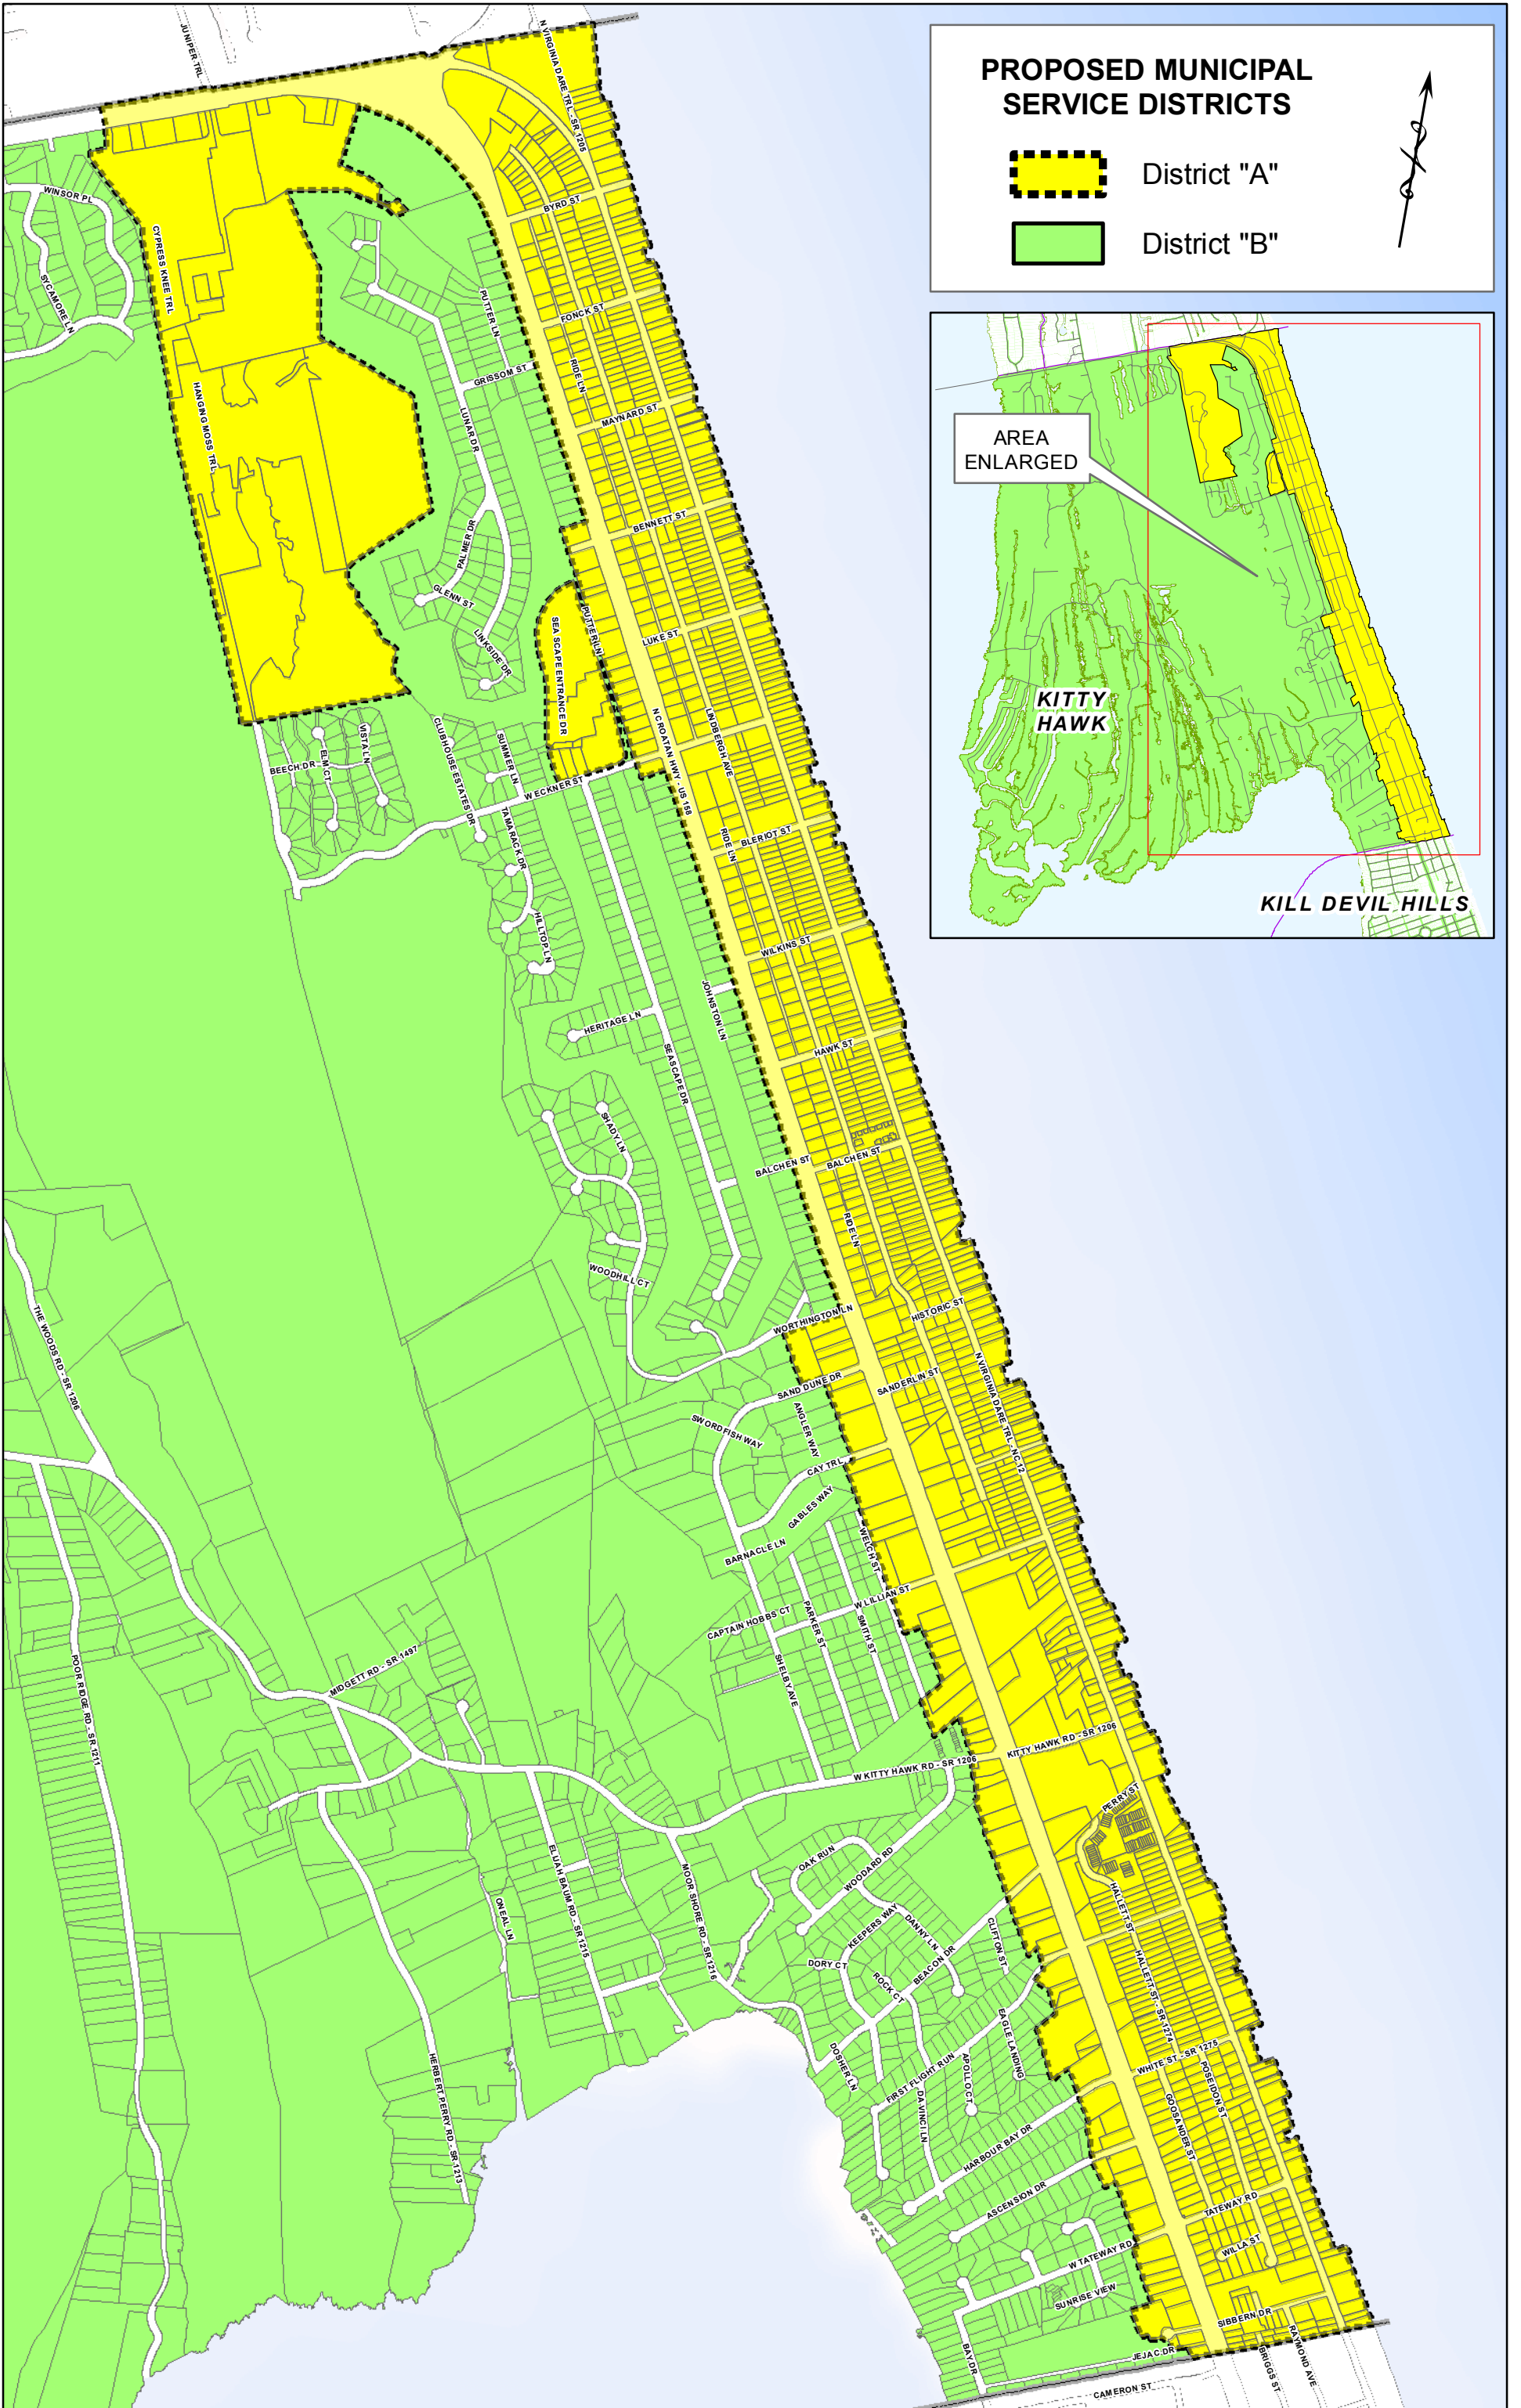 PROPOSED MUNICIPAL
SERVICE DISTRICTS
District "A"
District "B"
AREA
ENLARGED
KITTY
HAWK
KILL DEVIL HILLS
JUNIPER TRL
N VIRGINIA DARE TRL - SR 1205
WINSOR PL
SYCAMORE LN
CYPRESS KNEE TRL
BYRD ST
PUTTER LN
FONCK ST
GRISSOM ST
RIDE LN
HANGING MOSS TRL
LUNAR DR
MAYNARD ST
PALMER DR
BENNETT ST
GLENN ST
LINKSIDE DR
SEA SCAPE ENTRANCE DR
PUTTER LN
LUKE ST
N CROATAN HWY - US 158
LINDBERGH AVE
BEECH DR
ELM CT
VISTA LN
CLUBHOUSE ESTATES DR
SUMMER LN
W ECKNER ST
TAMARACK DR
RIDE LN
BLERIOT ST
HILLTOP LN
WILKINS ST
JOHNSTON LN
HERITAGE LN
SEASCAPE DR
HAWK ST
SHADY LN
BALCHEN ST
BALCHEN ST
RIDE LN
WOODHILL CT
WORTHINGTON LN
HISTORIC ST
THE WOODS RD - SR 1206
SAND DUNE DR
SANDERLIN ST
N VIRGINIA DARE TRL - NC 12
SWORDFISH WAY
ANGLER WAY
CAY TRL
GABLES WAY
BARNACLE LN
WELCH ST
W LILLIAN ST
CAPTAIN HOBBS CT
PARKER ST
SMITH ST
SHELBY AVE
MIDGETT RD - SR 1497
POOR RIDGE RD - SR 1211
KITTY HAWK RD - SR 1206
W KITTY HAWK RD - SR 1206
PERRY ST
OAK RUN
WOODARD RD
ELIJAH BAUM RD - SR 1215
MOOR SHORE RD - SR 1216
ONEAL LN
KEEPERS WAY
DANNY LN
CLIFTON ST
HALLETT ST
DORY CT
ROCK CT
BEACON DR
HALLETT ST - SR 1274
EAGLE LANDING
DOSHER LN
FIRST FLIGHT RUN
APOLLO CT
WHITE ST - SR 1275
POSEIDON ST
HERBERT PERRY RD - SR 1213
DA VINCI LN
GOOSANDER ST
HARBOUR BAY DR
ASCENSION DR
TATEWAY RD
WILLA ST
W TATEWAY RD
SUNRISE VIEW
SIBBERN DR
BAY DR
JEJAC DR
BRIGGS ST
RAYMOND AVE
CAMERON ST